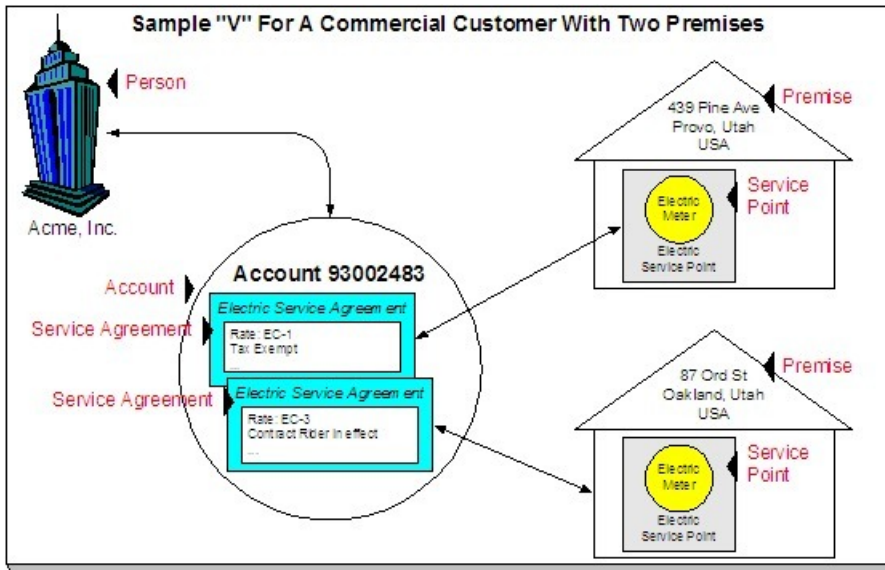 Sample "V" For A Commercial Customer With Two Premises
Person
Acme, Inc.
Premise
439 Pine Ave
Provo, Utah
USA
Service
Point
Electric
Meter
Electric
Service Point
Account
Account 93002483
Service Agreement
Electric Service Agreement
Rate: EC-1
Tax Exempt
...
Service Agreement
Electric Service Agreement
Rate: EC-3
Contract Rider in effect
...
Premise
87 Ord St
Oakland, Utah
USA
Service
Point
Electric
Meter
Electric
Service Point